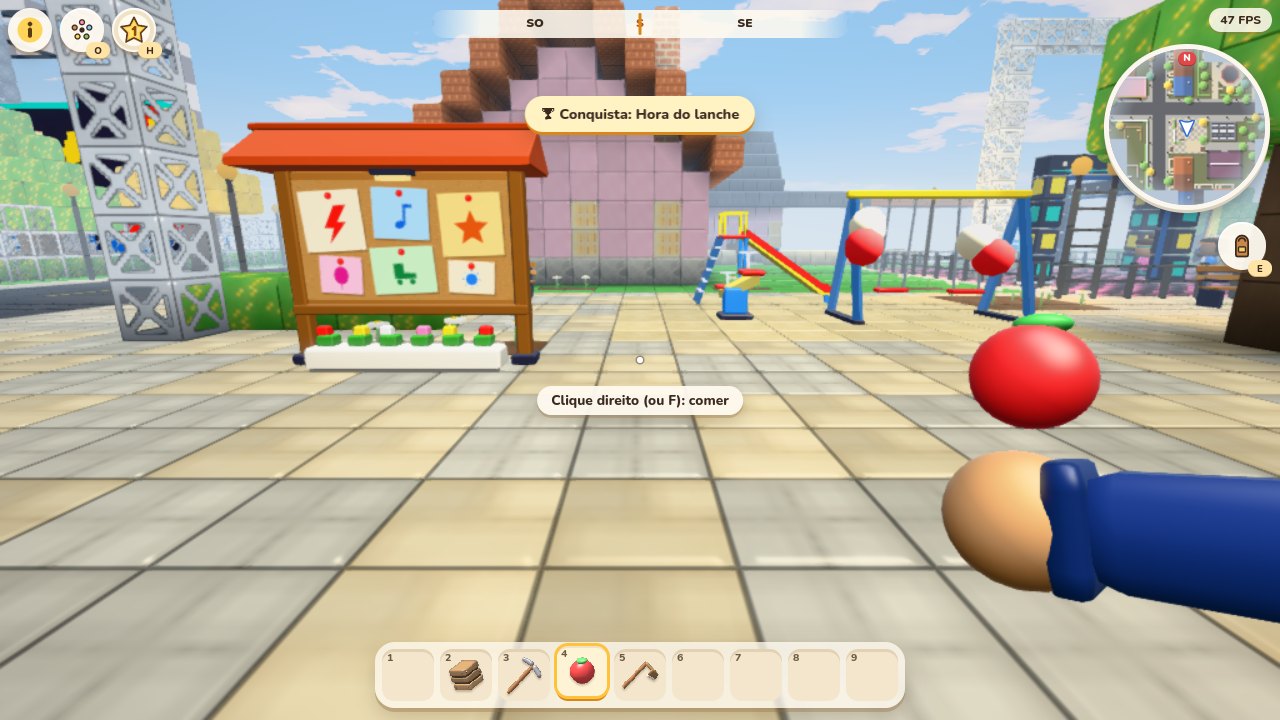 SO
S
SE
47 FPS
1
O
H
N
Conquista: Hora do lanche
E
Clique direito (ou F): comer
1
2
3
4
5
6
7
8
9